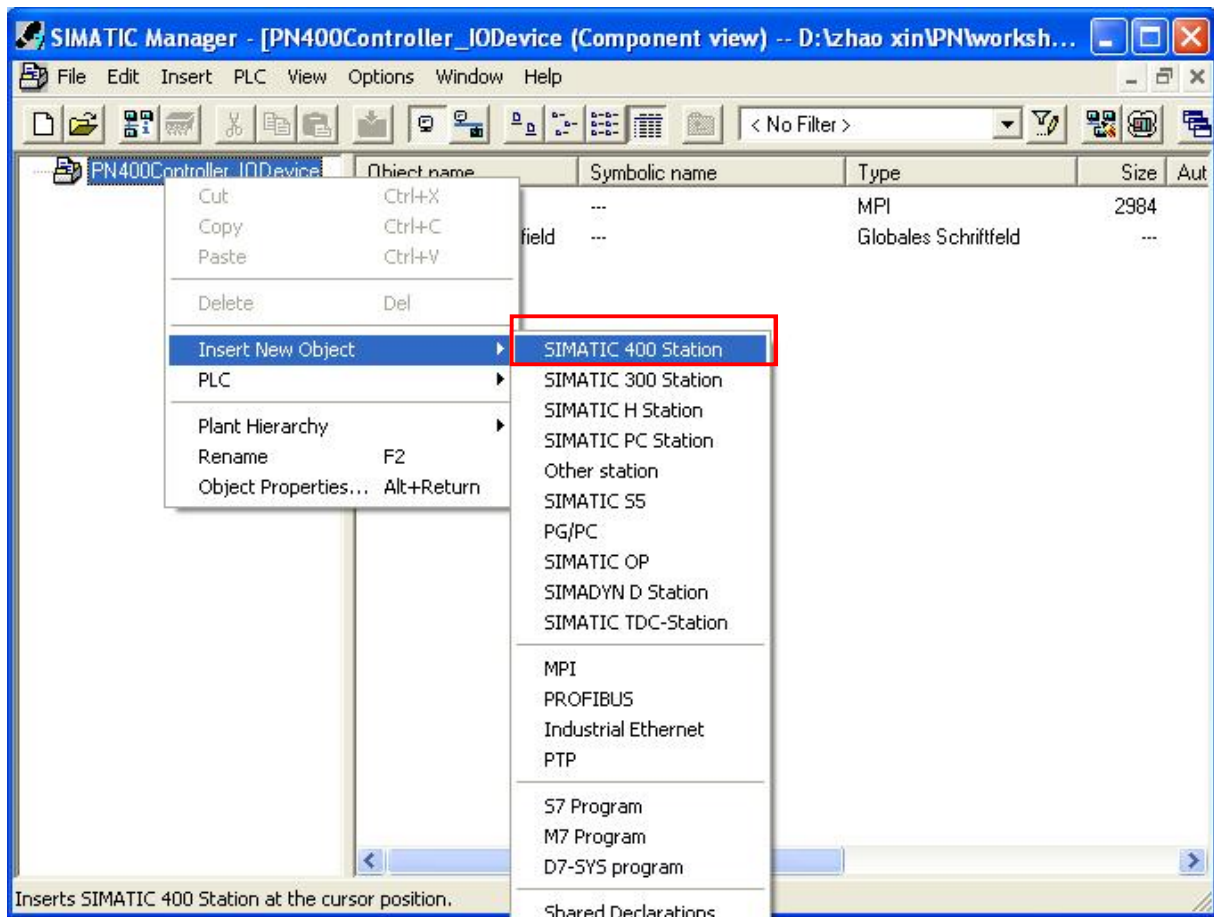 SIMATIC Manager - [PN400Controller_IODevice (Component view) -- D:\zhao xin\PN\worksh...
File Edit Insert PLC View Options Window Help
< No Filter >
PN400Controller_IODevice
Object name Symbolic name Type Size Aut
--- MPI 2984
field --- Globales Schriftfeld ---
Cut Ctrl+X
Copy Ctrl+C
Paste Ctrl+V
Delete Del
Insert New Object
PLC
Plant Hierarchy
Rename F2
Object Properties... Alt+Return
SIMATIC 400 Station
SIMATIC 300 Station
SIMATIC H Station
SIMATIC PC Station
Other station
SIMATIC S5
PG/PC
SIMATIC OP
SIMADYN D Station
SIMATIC TDC-Station
MPI
PROFIBUS
Industrial Ethernet
PTP
S7 Program
M7 Program
D7-SYS program
Shared Declarations
Inserts SIMATIC 400 Station at the cursor position.